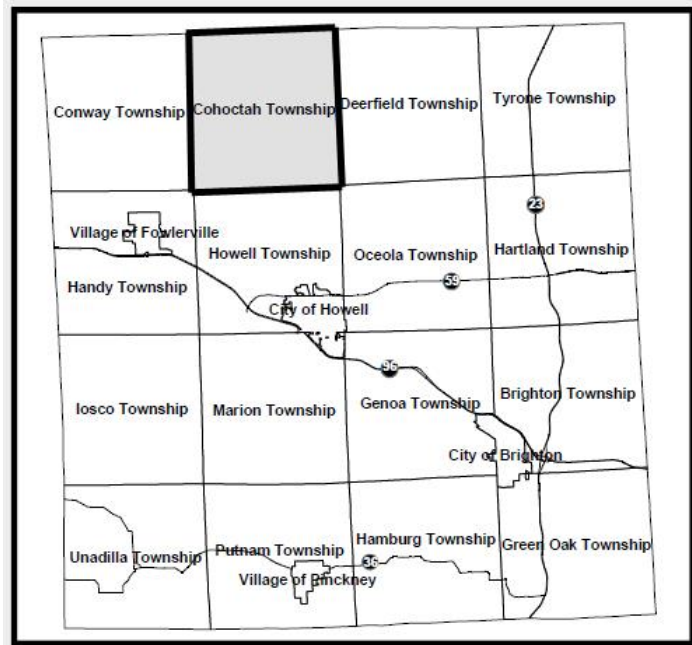 Conway Township
Cohoctah Township
Deerfield Township
Tyrone Township
23
Village of Fowlerville
Howell Township
Oceola Township
Hartland Township
59
Handy Township
City of Howell
96
Iosco Township
Marion Township
Genoa Township
Brighton Township
City of Brighton
Unadilla Township
Putnam Township
Hamburg Township
Green Oak Township
36
Village of Pinckney